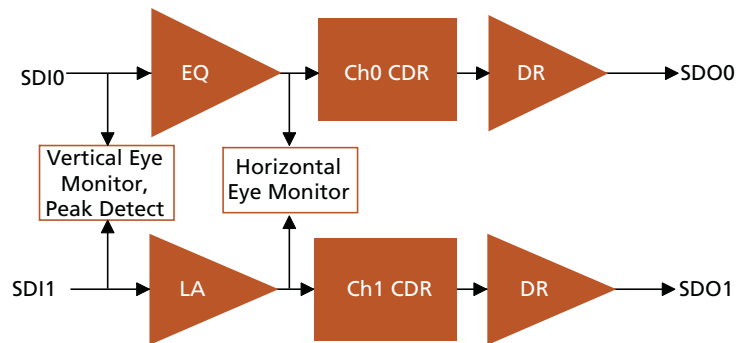 SDI0
EQ
Ch0 CDR
DR
SDO0
Vertical Eye
Monitor,
Peak Detect
Horizontal
Eye Monitor
SDI1
LA
Ch1 CDR
DR
SDO1